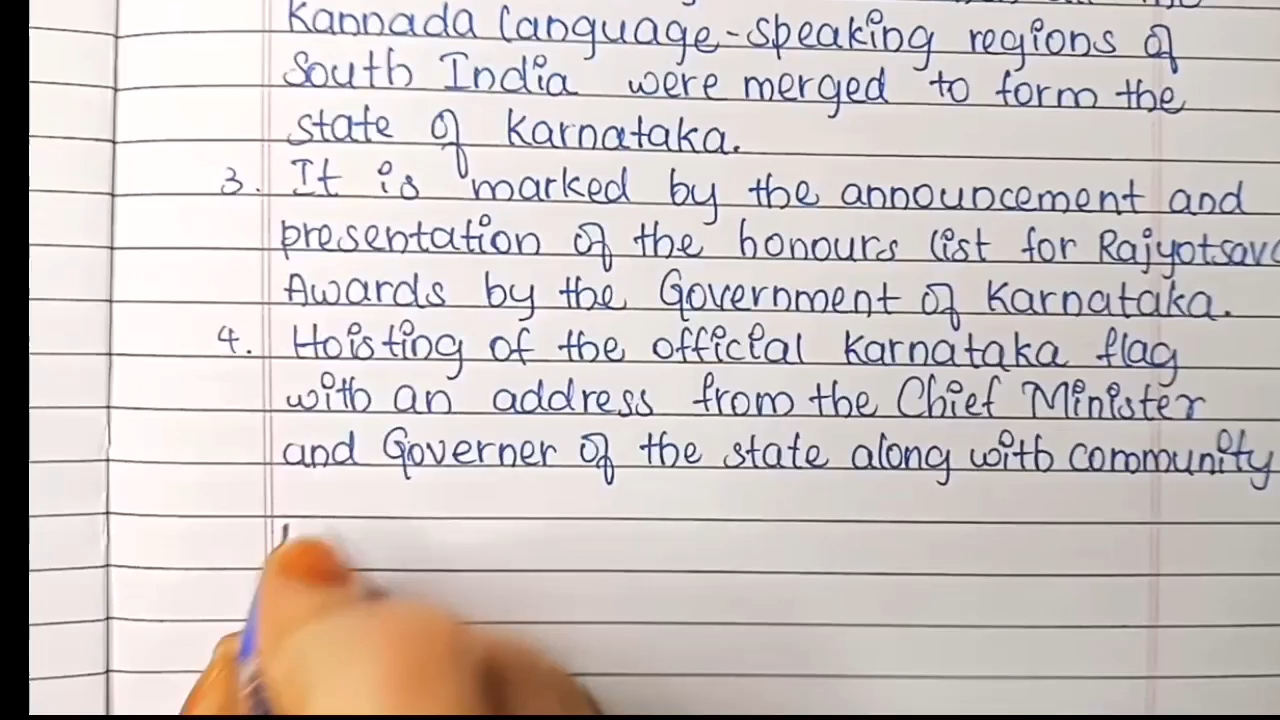 Kannada language-speaking regions of
South India were merged to form the
state of Karnataka.
3. It is marked by the announcement and
presentation of the honours list for Rajyotsava
Awards by the Government of Karnataka.
4. Hoisting of the official Karnataka flag
with an address from the Chief Minister
and Governer of the state along with community